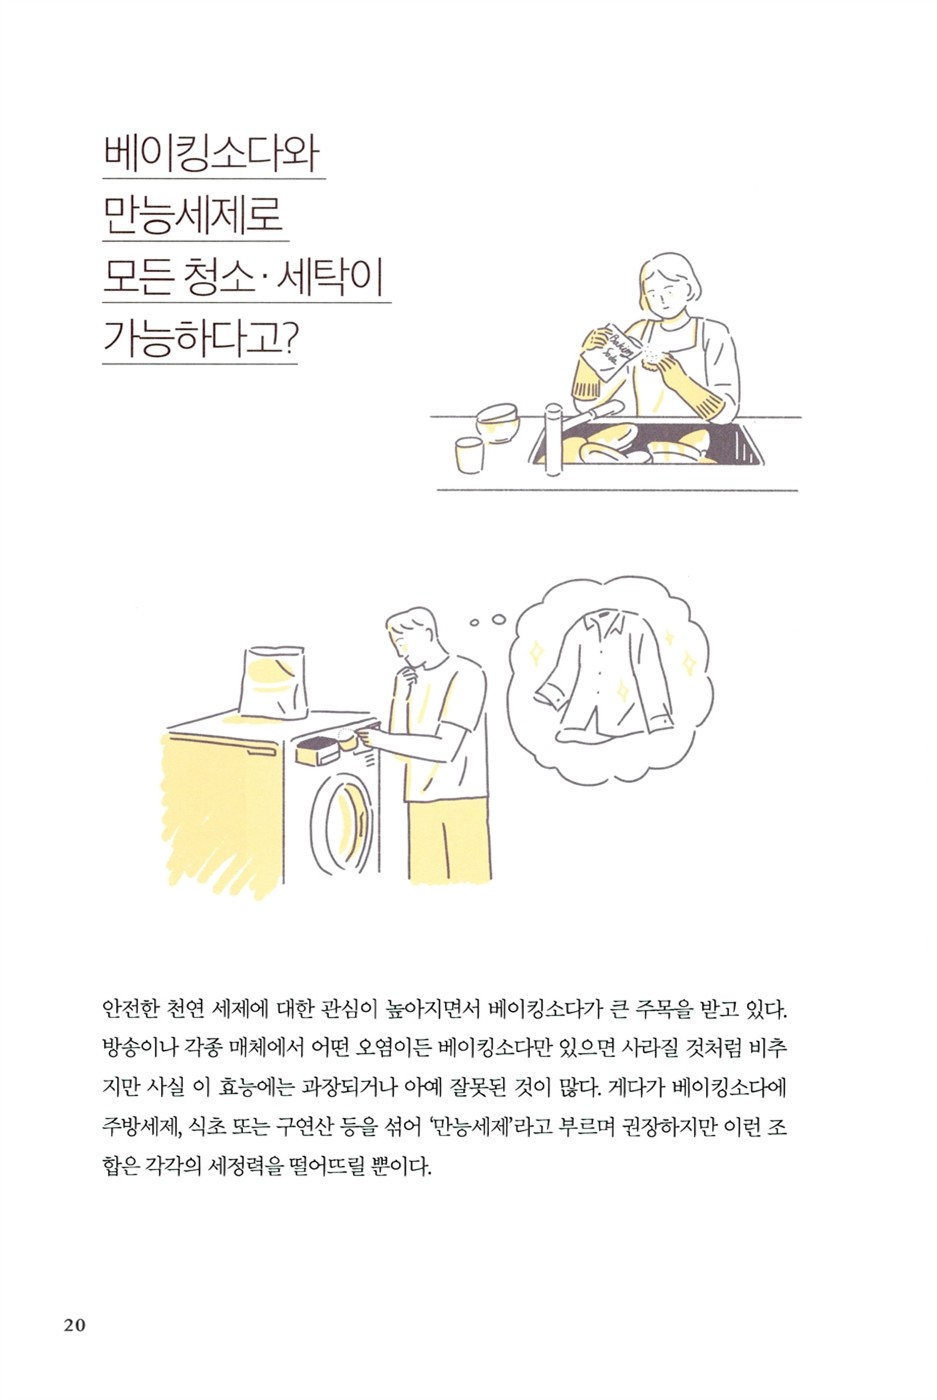 베이킹소다와
만능세제로
모든 청소 · 세탁이
가능하다고?
Baking
Soda
안전한 천연 세제에 대한 관심이 높아지면서 베이킹소다가 큰 주목을 받고 있다.
방송이나 각종 매체에서 어떤 오염이든 베이킹소다만 있으면 사라질 것처럼 비추
지만 사실 이 효능에는 과장되거나 아예 잘못된 것이 많다. 게다가 베이킹소다에
주방세제, 식초 또는 구연산 등을 섞어 ‘만능세제’라고 부르며 권장하지만 이런 조
합은 각각의 세정력을 떨어뜨릴 뿐이다.
20